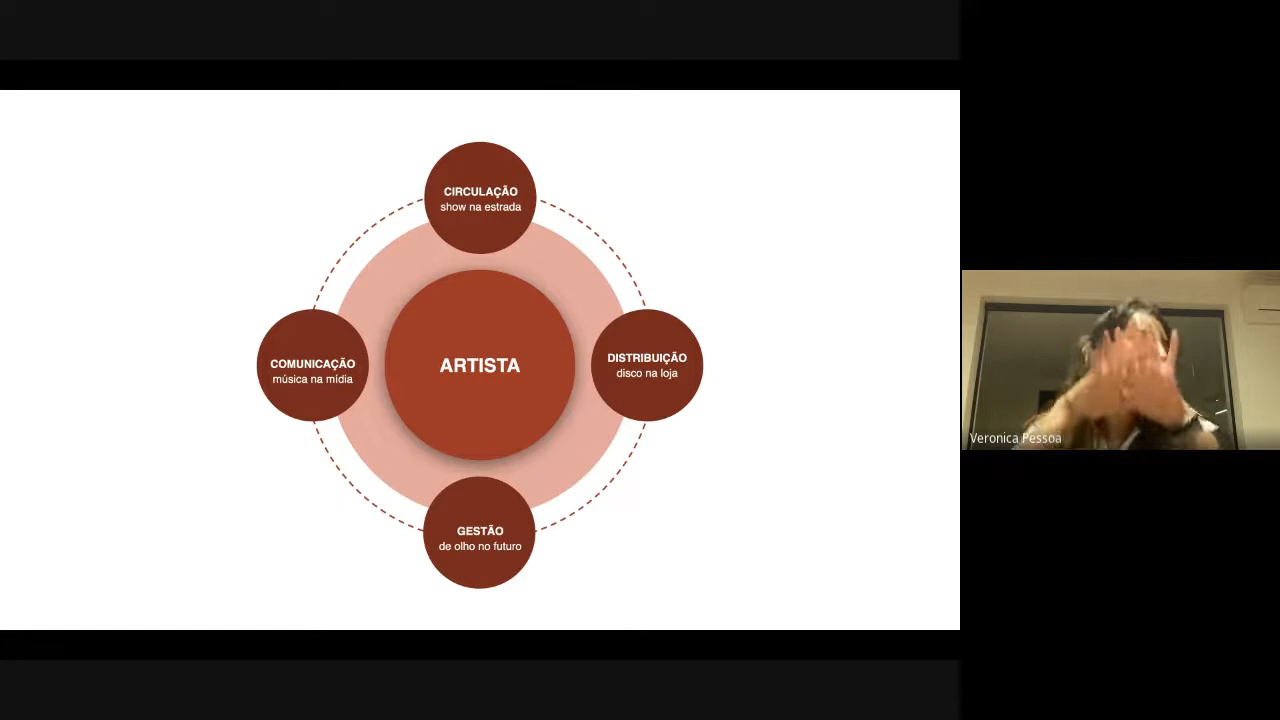 CIRCULAÇÃO
show na estrada
COMUNICAÇÃO
música na mídia
ARTISTA
DISTRIBUIÇÃO
disco na loja
GESTÃO
de olho no futuro
Veronica Pessoa